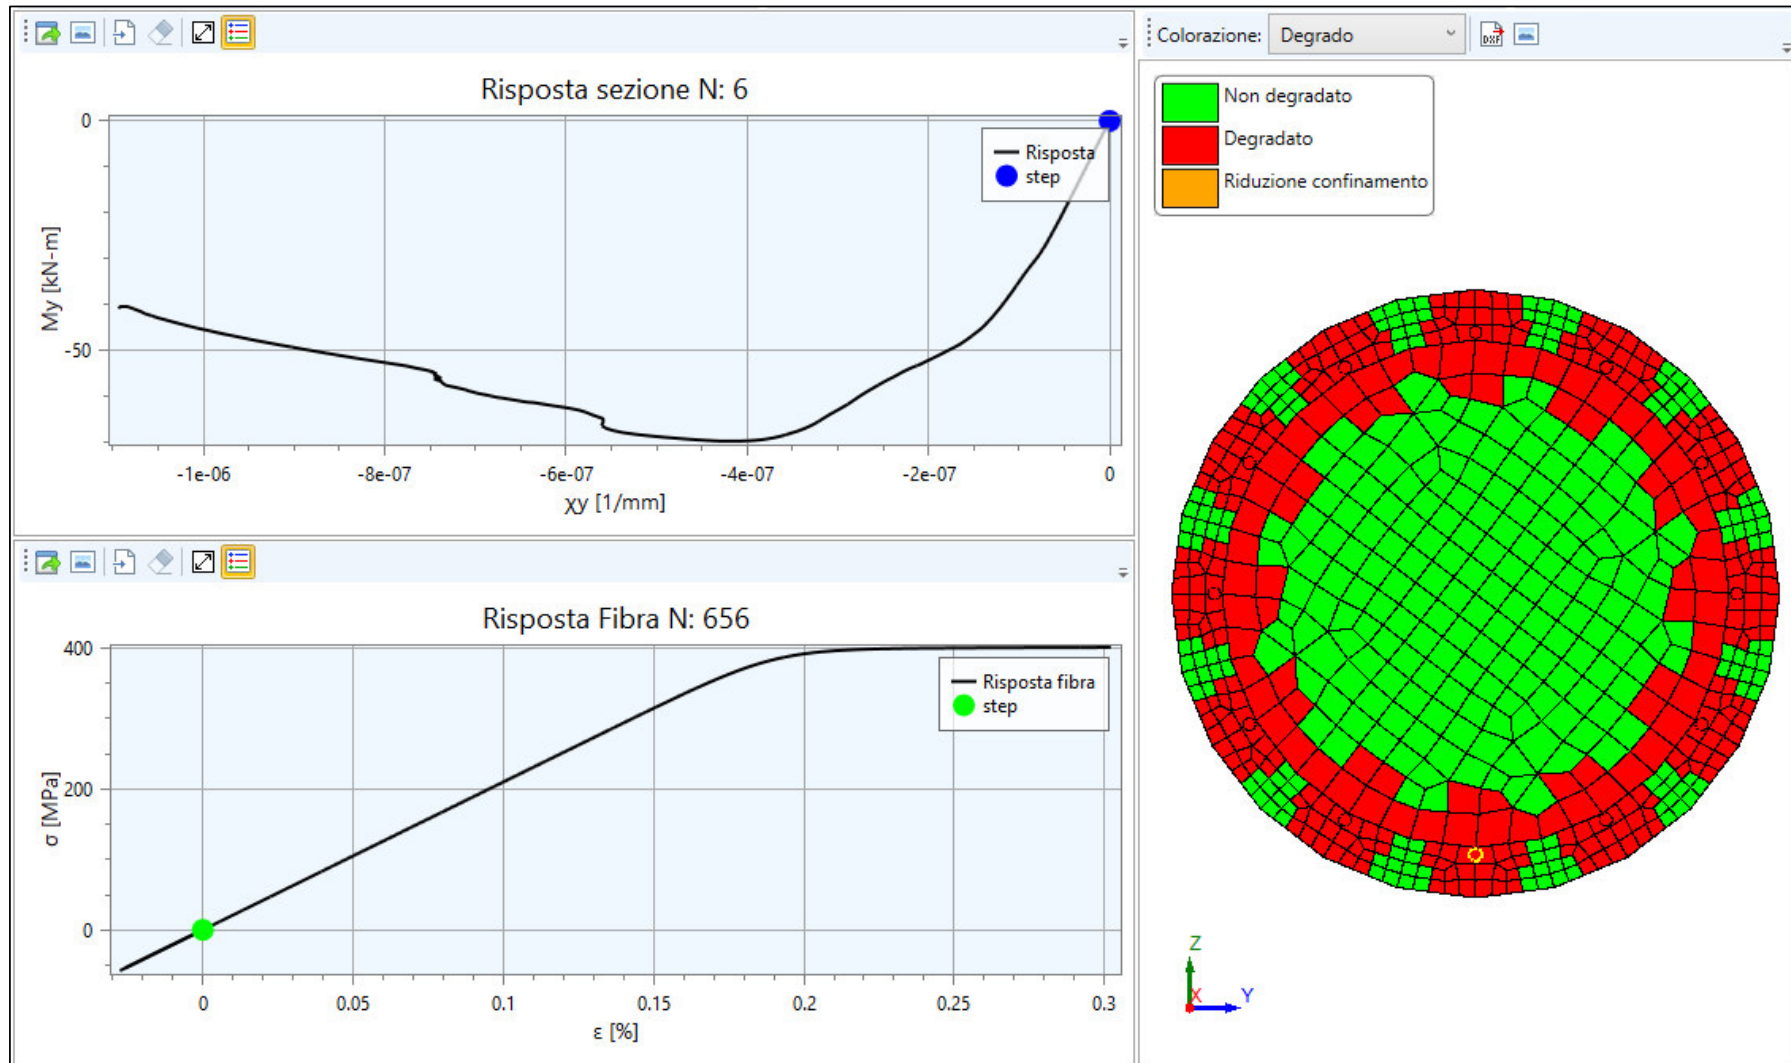 Risposta sezione N: 6
0
-50
My [kN-m]
Risposta
step
-1e-06
-8e-07
-6e-07
-4e-07
-2e-07
0
χy [1/mm]
Risposta Fibra N: 656
400
200
0
σ [MPa]
Risposta fibra
step
0
0.05
0.1
0.15
0.2
0.25
0.3
ε [%]
Colorazione:
Degrado
DXF
Non degradato
Degradato
Riduzione confinamento
Z
X
Y